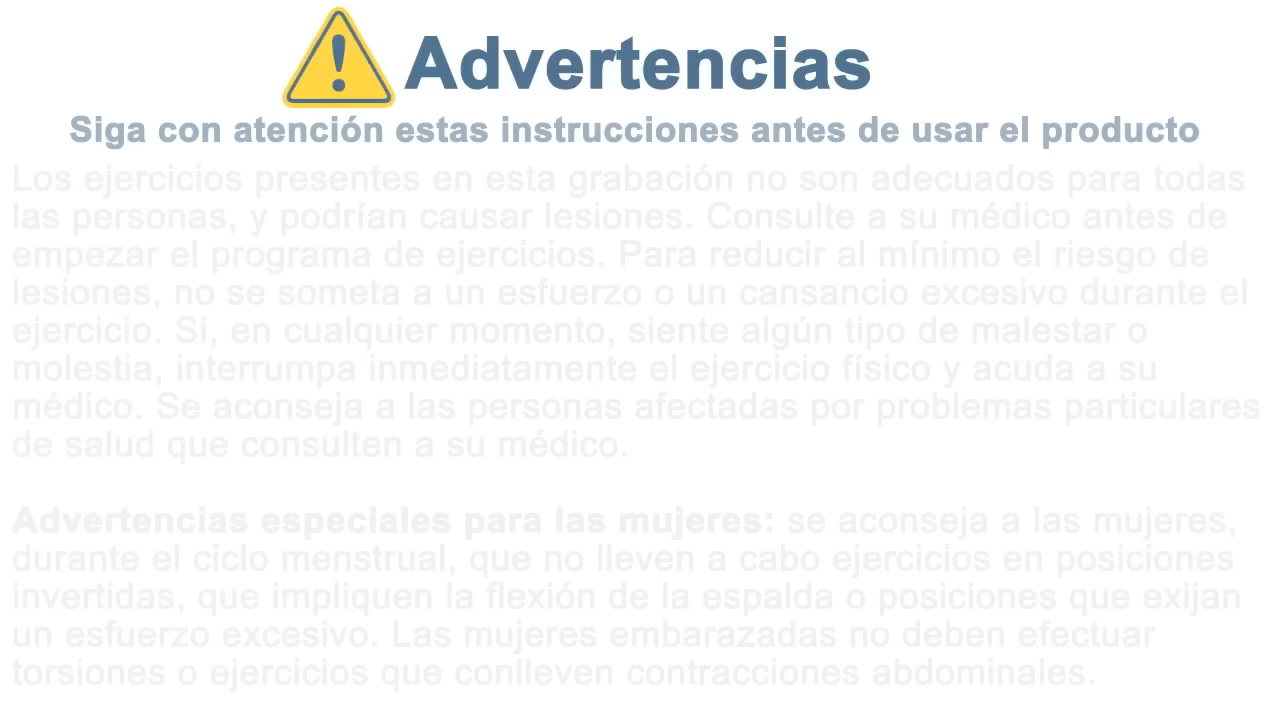 Advertencias
Siga con atención estas instrucciones antes de usar el producto
Los ejercicios presentes en esta grabación no son adecuados para todas
las personas, y podrían causar lesiones. Consulte a su médico antes de
empezar el programa de ejercicios. Para reducir al mínimo el riesgo de
lesiones, no se someta a un esfuerzo o un cansancio excesivo durante el
ejercicio. Si, en cualquier momento, siente algún tipo de malestar o
molestia, interrumpa inmediatamente el ejercicio físico y acuda a su
médico. Se aconseja a las personas afectadas por problemas particulares
de salud que consulten a su médico.
Advertencias especiales para las mujeres: se aconseja a las mujeres,
durante el ciclo menstrual, que no lleven a cabo ejercicios en posiciones
invertidas, que impliquen la flexión de la espalda o posiciones que exijan
un esfuerzo excesivo. Las mujeres embarazadas no deben efectuar
torsiones o ejercicios que conlleven contracciones abdominales.